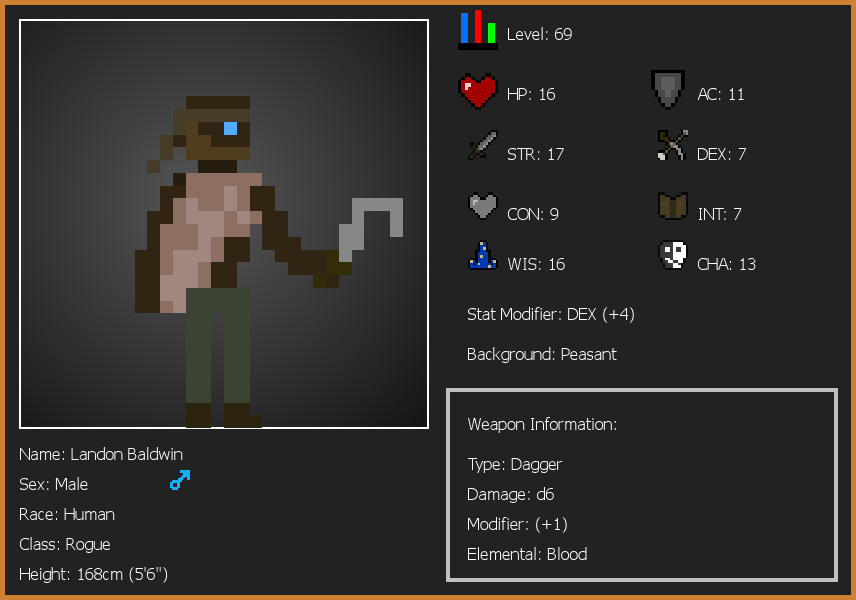 Level: 69
HP: 16
AC: 11
STR: 17
DEX: 7
CON: 9
INT: 7
WIS: 16
CHA: 13
Stat Modifier: DEX (+4)
Background: Peasant
Weapon Information:
Type: Dagger
Damage: d6
Modifier: (+1)
Elemental: Blood
Name: Landon Baldwin
Sex: Male
Race: Human
Class: Rogue
Height: 168cm (5'6")